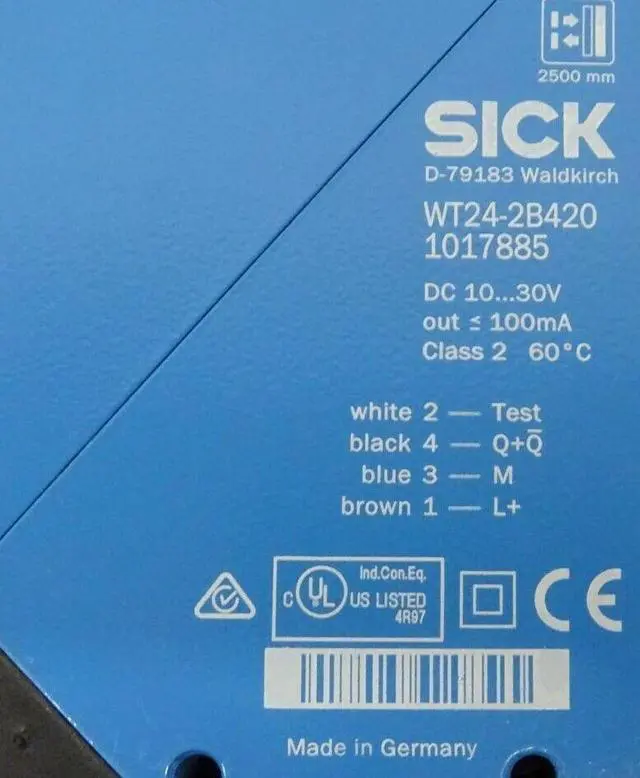 2500 mm
SICK
D-79183 Waldkirch
WT24-2B420
1017885
DC 10...30V
out ≤ 100mA
Class 2 60°C
white 2 — Test
black 4 — Q+Q̅
blue 3 — M
brown 1 — L+
Ind.Con.Eq.
C UL US LISTED
4R97
CE
Made in Germany